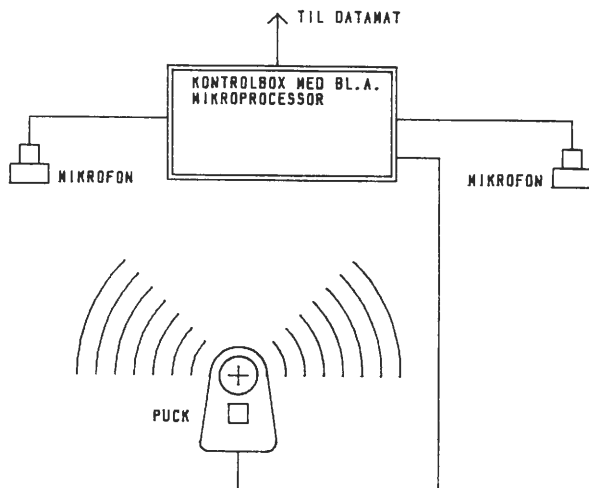 TIL DATAMAT
KONTROLBOX MED BL.A.
MIKROPROCESSOR
MIKROFON
MIKROFON
PUCK